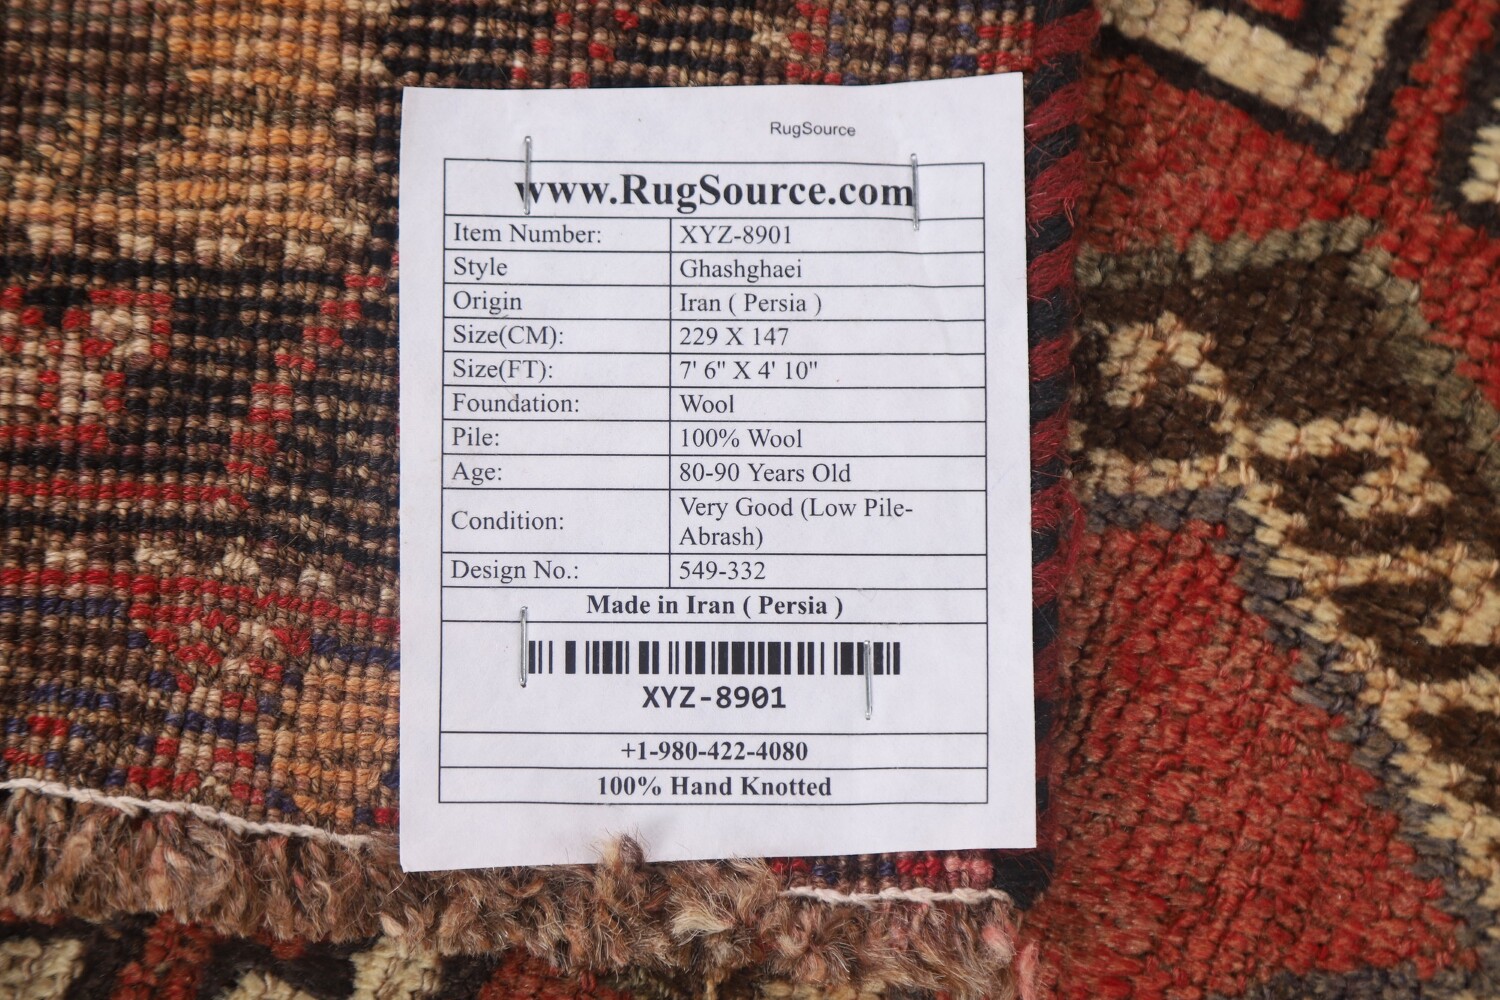 RugSource
www.RugSource.com
Item Number: XYZ-8901
Style Ghashghaei
Origin Iran ( Persia )
Size(CM): 229 X 147
Size(FT): 7' 6" X 4' 10"
Foundation: Wool
Pile: 100% Wool
Age: 80-90 Years Old
Condition: Very Good (Low Pile-
Abrash)
Design No.: 549-332
Made in Iran ( Persia )
XYZ-8901
+1-980-422-4080
100% Hand Knotted